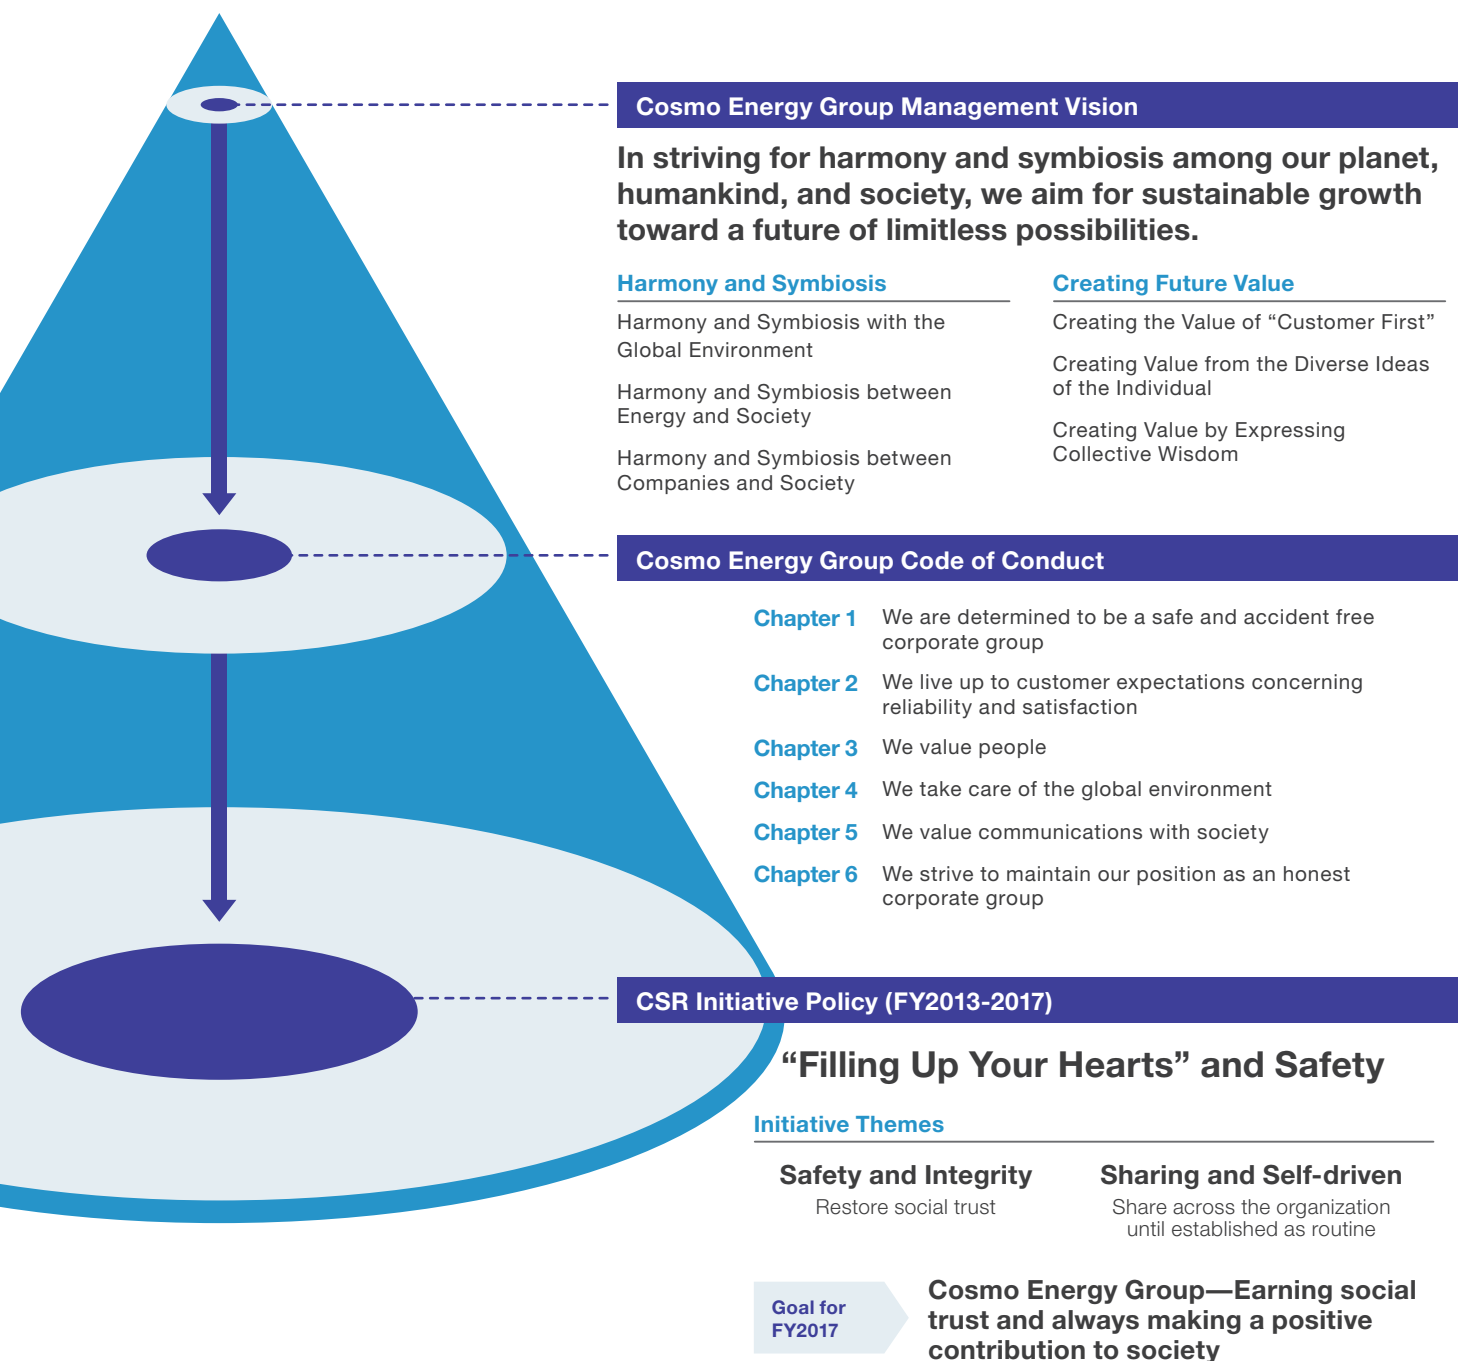 Cosmo Energy Group Management Vision
In striving for harmony and symbiosis among our planet,
humankind, and society, we aim for sustainable growth
toward a future of limitless possibilities.
Harmony and Symbiosis
Harmony and Symbiosis with the
Global Environment
Harmony and Symbiosis between
Energy and Society
Harmony and Symbiosis between
Companies and Society
Creating Future Value
Creating the Value of “Customer First”
Creating Value from the Diverse Ideas
of the Individual
Creating Value by Expressing
Collective Wisdom
Cosmo Energy Group Code of Conduct
Chapter 1 We are determined to be a safe and accident free
corporate group
Chapter 2 We live up to customer expectations concerning
reliability and satisfaction
Chapter 3 We value people
Chapter 4 We take care of the global environment
Chapter 5 We value communications with society
Chapter 6 We strive to maintain our position as an honest
corporate group
CSR Initiative Policy (FY2013-2017)
“Filling Up Your Hearts” and Safety
Initiative Themes
Safety and Integrity
Restore social trust
Sharing and Self-driven
Share across the organization
until established as routine
Goal for
FY2017
Cosmo Energy Group—Earning social
trust and always making a positive
contribution to society